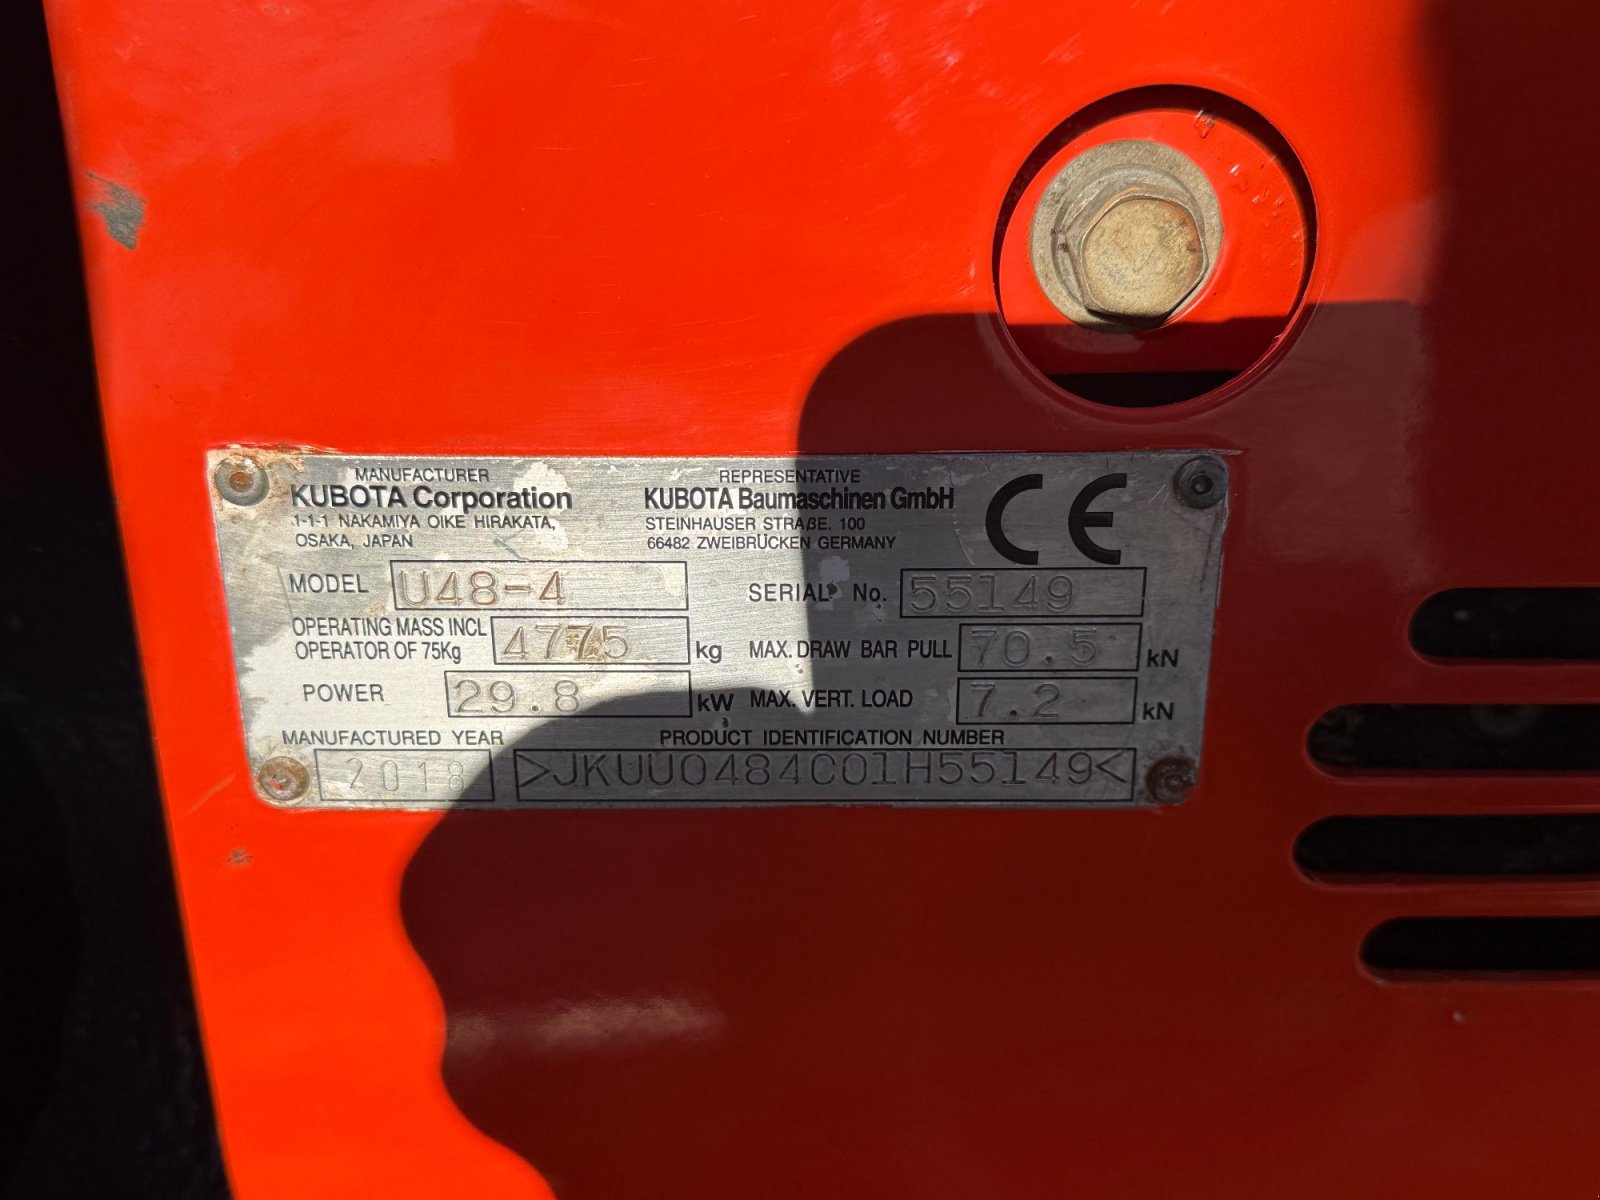 MANUFACTURER
KUBOTA Corporation
1-1-1 NAKAMIYA OIKE HIRAKATA,
OSAKA, JAPAN
REPRESENTATIVE
KUBOTA Baumaschinen GmbH
STEINHAUSER STRAßE. 100
66482 ZWEIBRÜCKEN GERMANY
CE
MODEL U48-4
SERIAL No. 55149
OPERATING MASS INCL
OPERATOR OF 75Kg 4775 kg
MAX. DRAW BAR PULL 70.5 kN
POWER 29.8 kW
MAX. VERT. LOAD 7.2 kN
MANUFACTURED YEAR
2018
PRODUCT IDENTIFICATION NUMBER
>JKUU0484C01H55149<